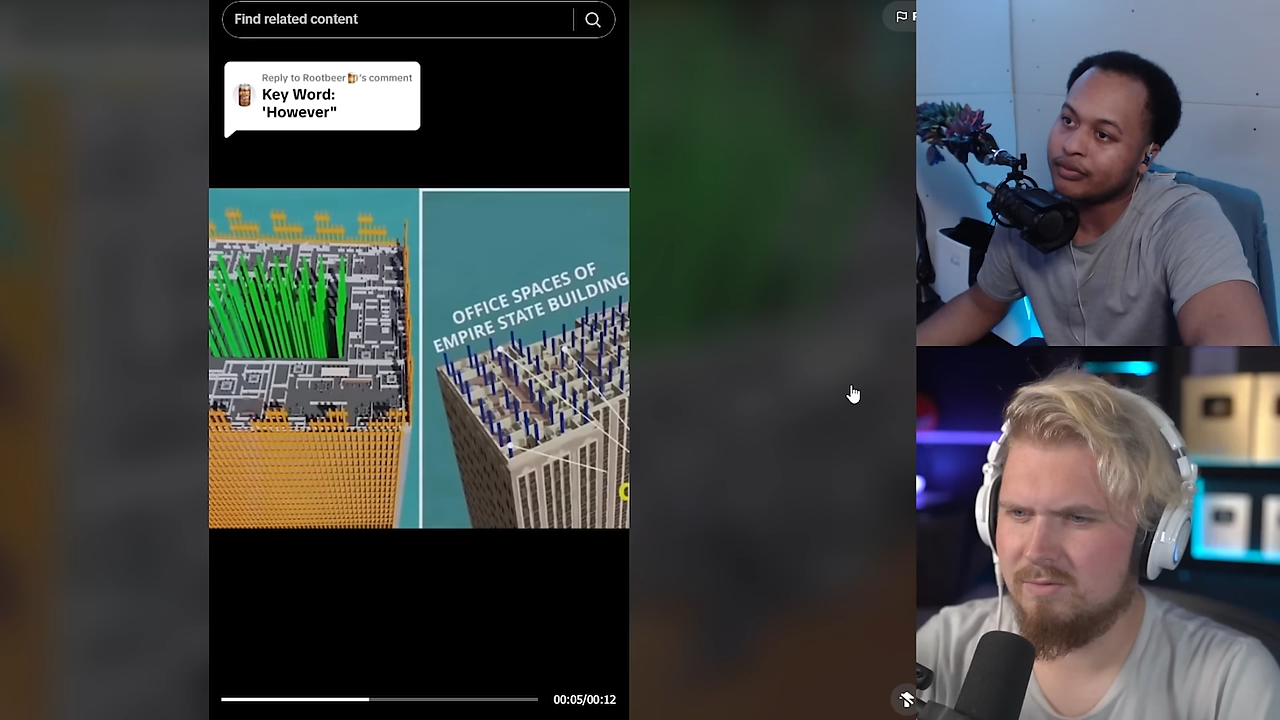 Find related content
Reply to Rootbeer🍺's comment
Key Word:
'However"
OFFICE SPACES OF
EMPIRE STATE BUILDING
00:05/00:12